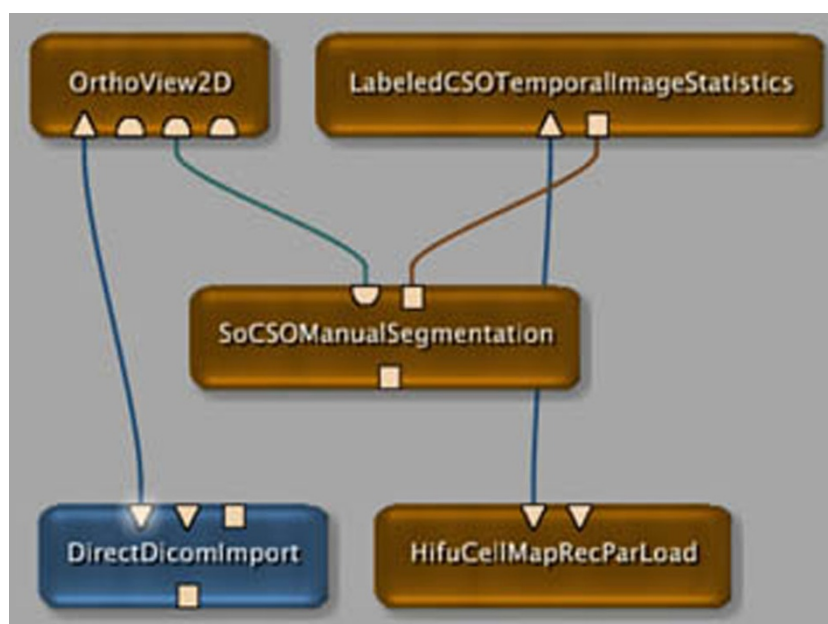 OrthoView2D
LabeledCSOTemporalImageStatistics
SoCSOManualSegmentation
DirectDicomImport
HifuCellMapRecParLoad